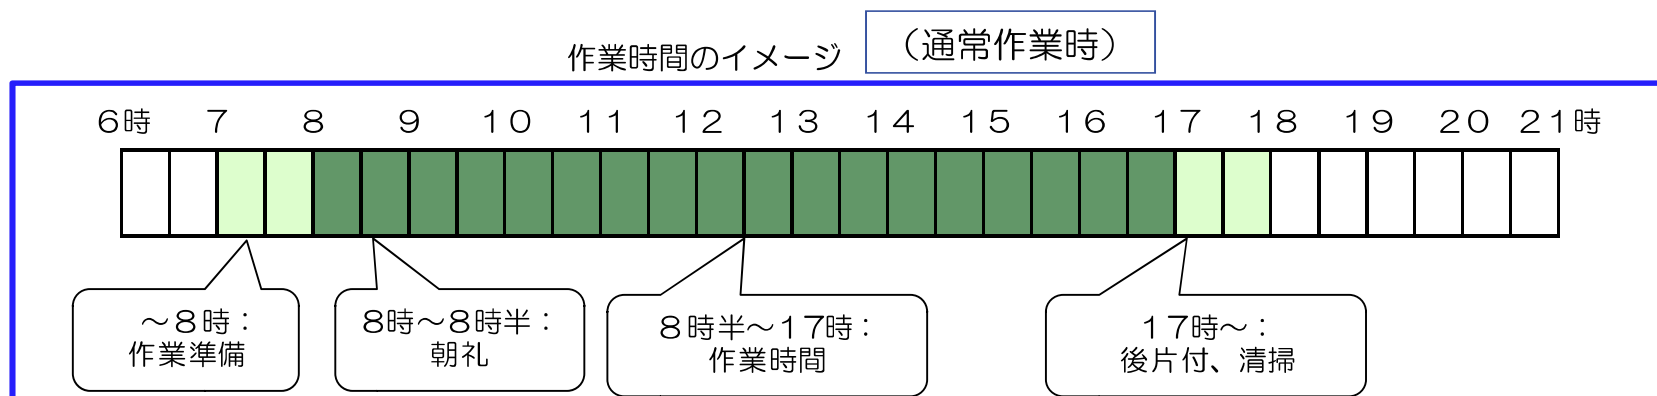 作業時間のイメージ （通常作業時）
6時 7 8 9 10 11 12 13 14 15 16 17 18 19 20 21時
～8時：
作業準備
8時～8時半：
朝礼
8時半～17時：
作業時間
17時～：
後片付、清掃